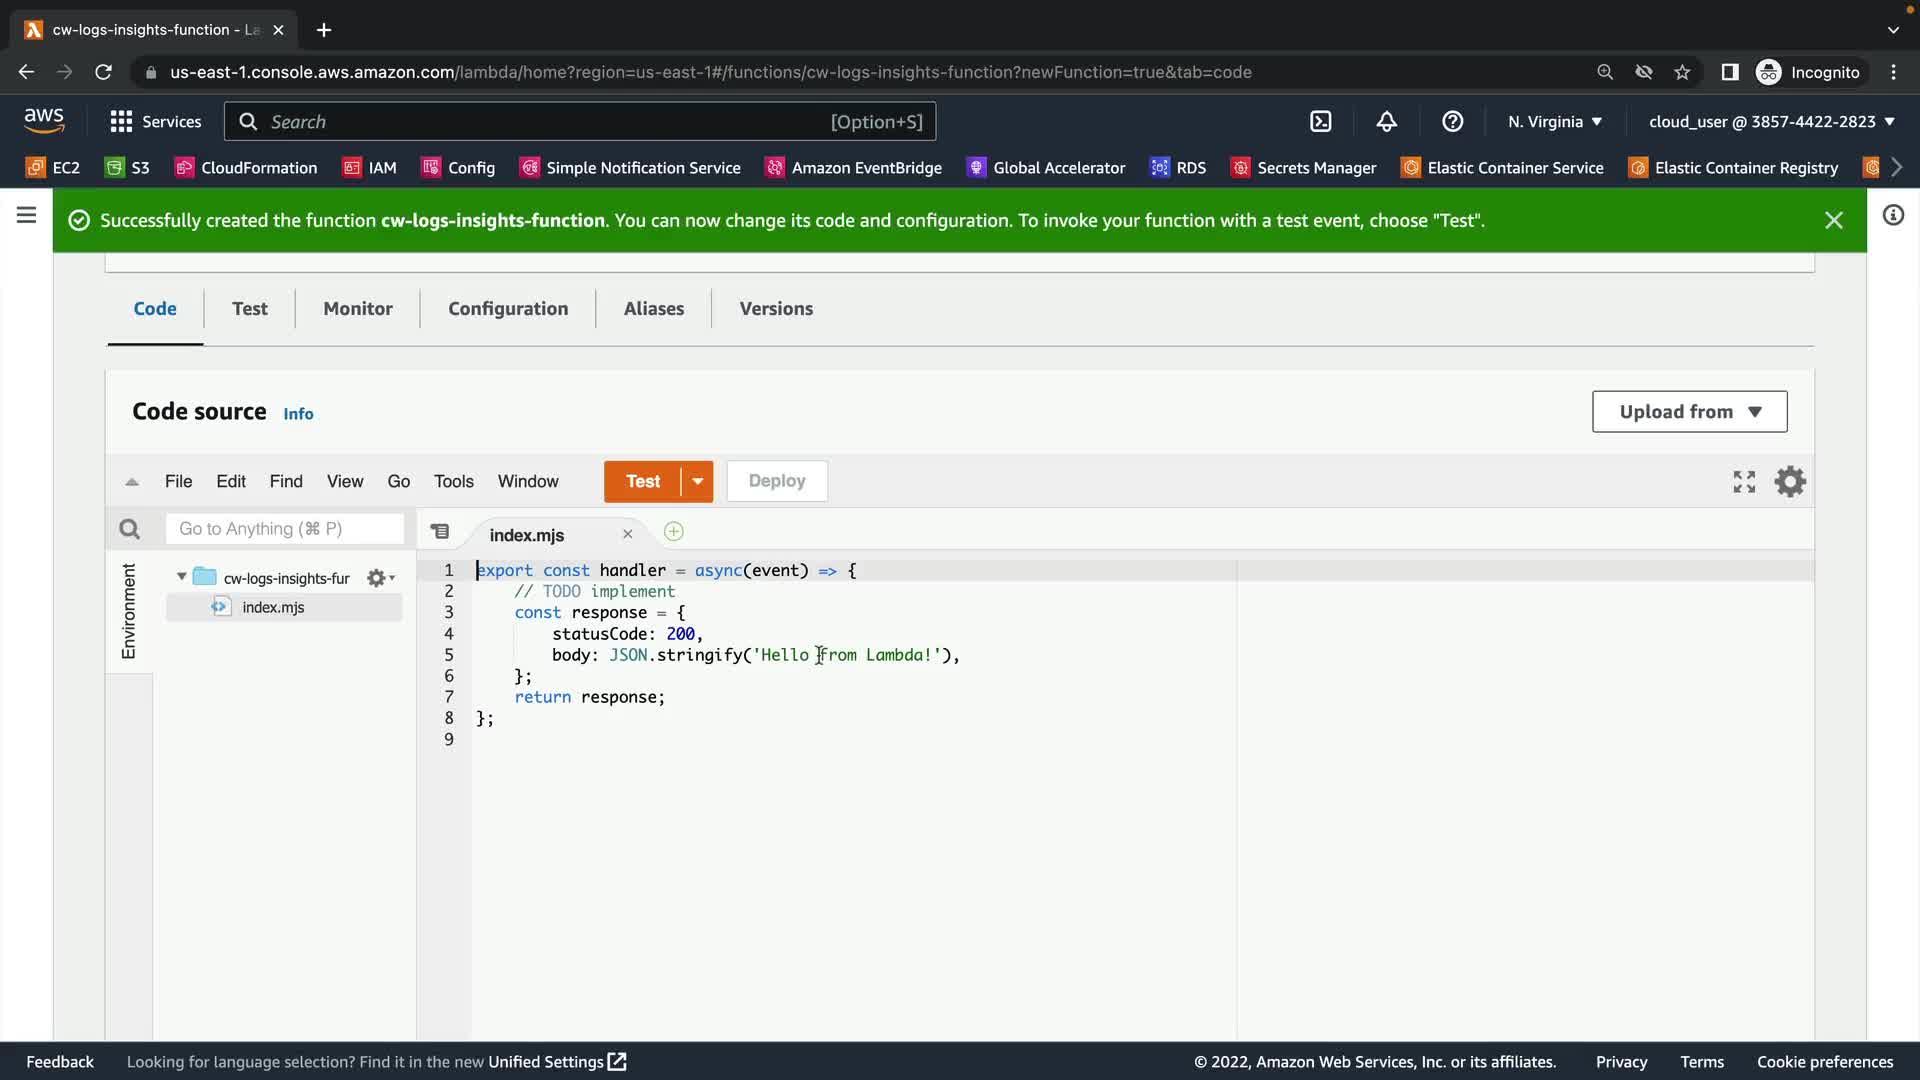 cw-logs-insights-function - La
us-east-1.console.aws.amazon.com/lambda/home?region=us-east-1#/functions/cw-logs-insights-function?newFunction=true&tab=code
Incognito
aws
Services
Search
[Option+S]
N. Virginia
cloud_user @ 3857-4422-2823
EC2
S3
CloudFormation
IAM
Config
Simple Notification Service
Amazon EventBridge
Global Accelerator
RDS
Secrets Manager
Elastic Container Service
Elastic Container Registry
Successfully created the function cw-logs-insights-function. You can now change its code and configuration. To invoke your function with a test event, choose "Test".
Code
Test
Monitor
Configuration
Aliases
Versions
Code source
Info
Upload from
File
Edit
Find
View
Go
Tools
Window
Test
Deploy
Go to Anything (⌘ P)
index.mjs
Environment
cw-logs-insights-fur
index.mjs
1 export const handler = async(event) => {
2     // TODO implement
3     const response = {
4         statusCode: 200,
5         body: JSON.stringify('Hello from Lambda!'),
6     };
7     return response;
8 };
9
Feedback
Looking for language selection? Find it in the new Unified Settings
© 2022, Amazon Web Services, Inc. or its affiliates.
Privacy
Terms
Cookie preferences